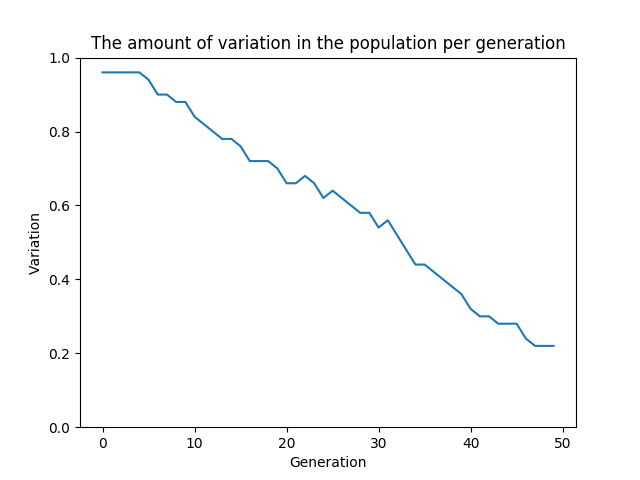 The amount of variation in the population per generation
1.0
0.8
0.6
0.4
0.2
0.0
Variation
0 10 20 30 40 50
Generation